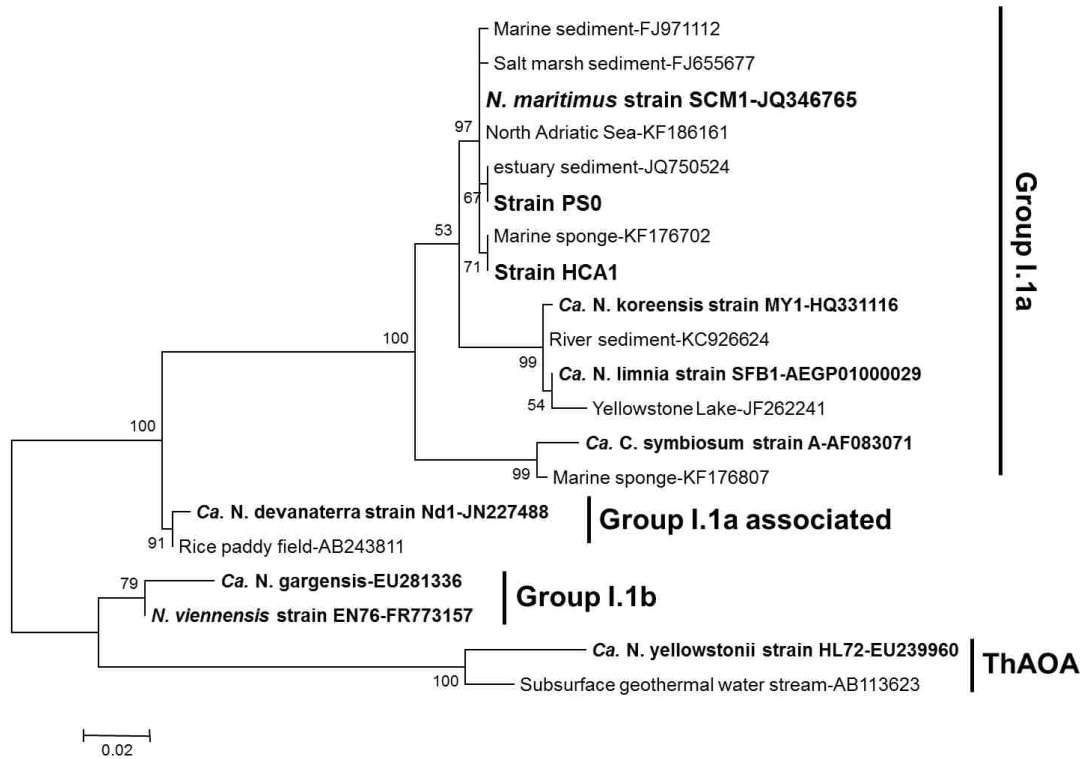 Marine sediment-FJ971112
Salt marsh sediment-FJ655677
N. maritimus strain SCM1-JQ346765
97
North Adriatic Sea-KF186161
estuary sediment-JQ750524
67
Strain PS0
53
Marine sponge-KF176702
71
Strain HCA1
Group I.1a
Ca. N. koreensis strain MY1-HQ331116
100
River sediment-KC926624
99
Ca. N. limnia strain SFB1-AEGP01000029
54
Yellowstone Lake-JF262241
100
Ca. C. symbiosum strain A-AF083071
99
Marine sponge-KF176807
Ca. N. devanaterra strain Nd1-JN227488
Group I.1a associated
91
Rice paddy field-AB243811
79
Ca. N. gargensis-EU281336
Group I.1b
N. viennensis strain EN76-FR773157
Ca. N. yellowstonii strain HL72-EU239960
ThAOA
100
Subsurface geothermal water stream-AB113623
0.02